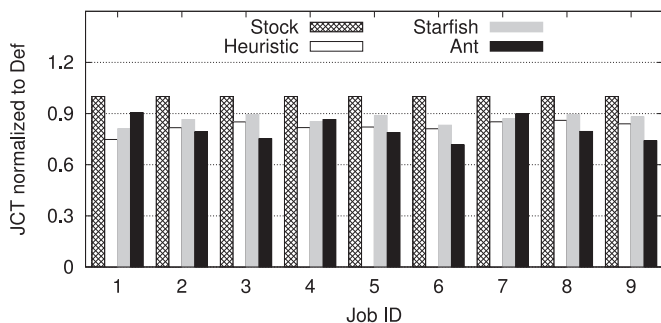 Stock
Starfish
Heuristic
Ant
1.2
0.9
0.6
0.3
0
JCT normalized to Def
1 2 3 4 5 6 7 8 9
Job ID